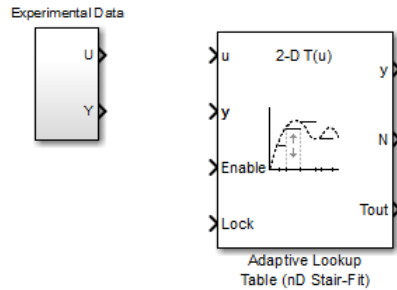 Experimental Data
U
Y
u
2-D T(u)
y
y
N
Enable
Tout
Lock
Adaptive Lookup
Table (nD Stair-Fit)